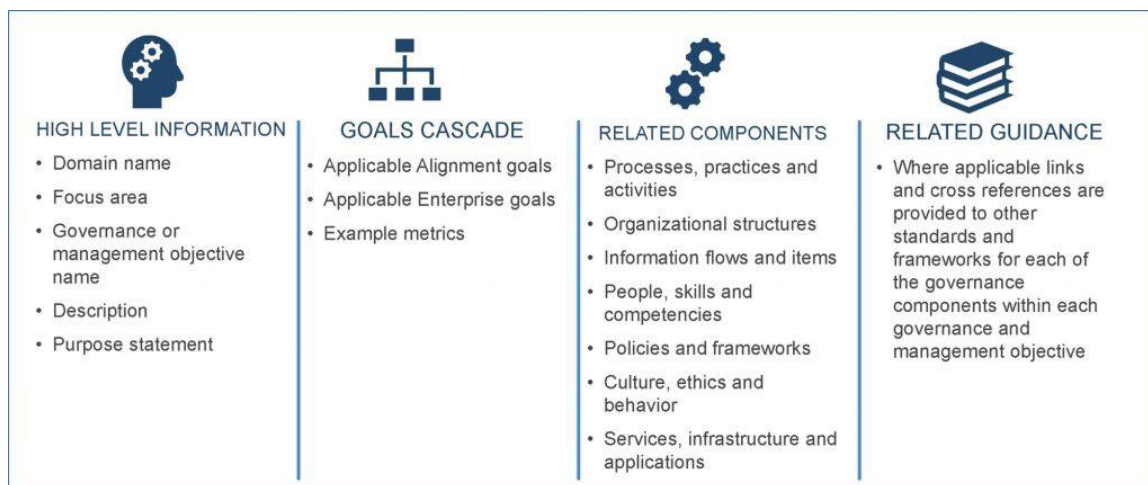 HIGH LEVEL INFORMATION
• Domain name
• Focus area
• Governance or
management objective
name
• Description
• Purpose statement
GOALS CASCADE
• Applicable Alignment goals
• Applicable Enterprise goals
• Example metrics
RELATED COMPONENTS
• Processes, practices and
activities
• Organizational structures
• Information flows and items
• People, skills and
competencies
• Policies and frameworks
• Culture, ethics and
behavior
• Services, infrastructure and
applications
RELATED GUIDANCE
• Where applicable links
and cross references are
provided to other
standards and
frameworks for each of
the governance
components within each
governance and
management objective